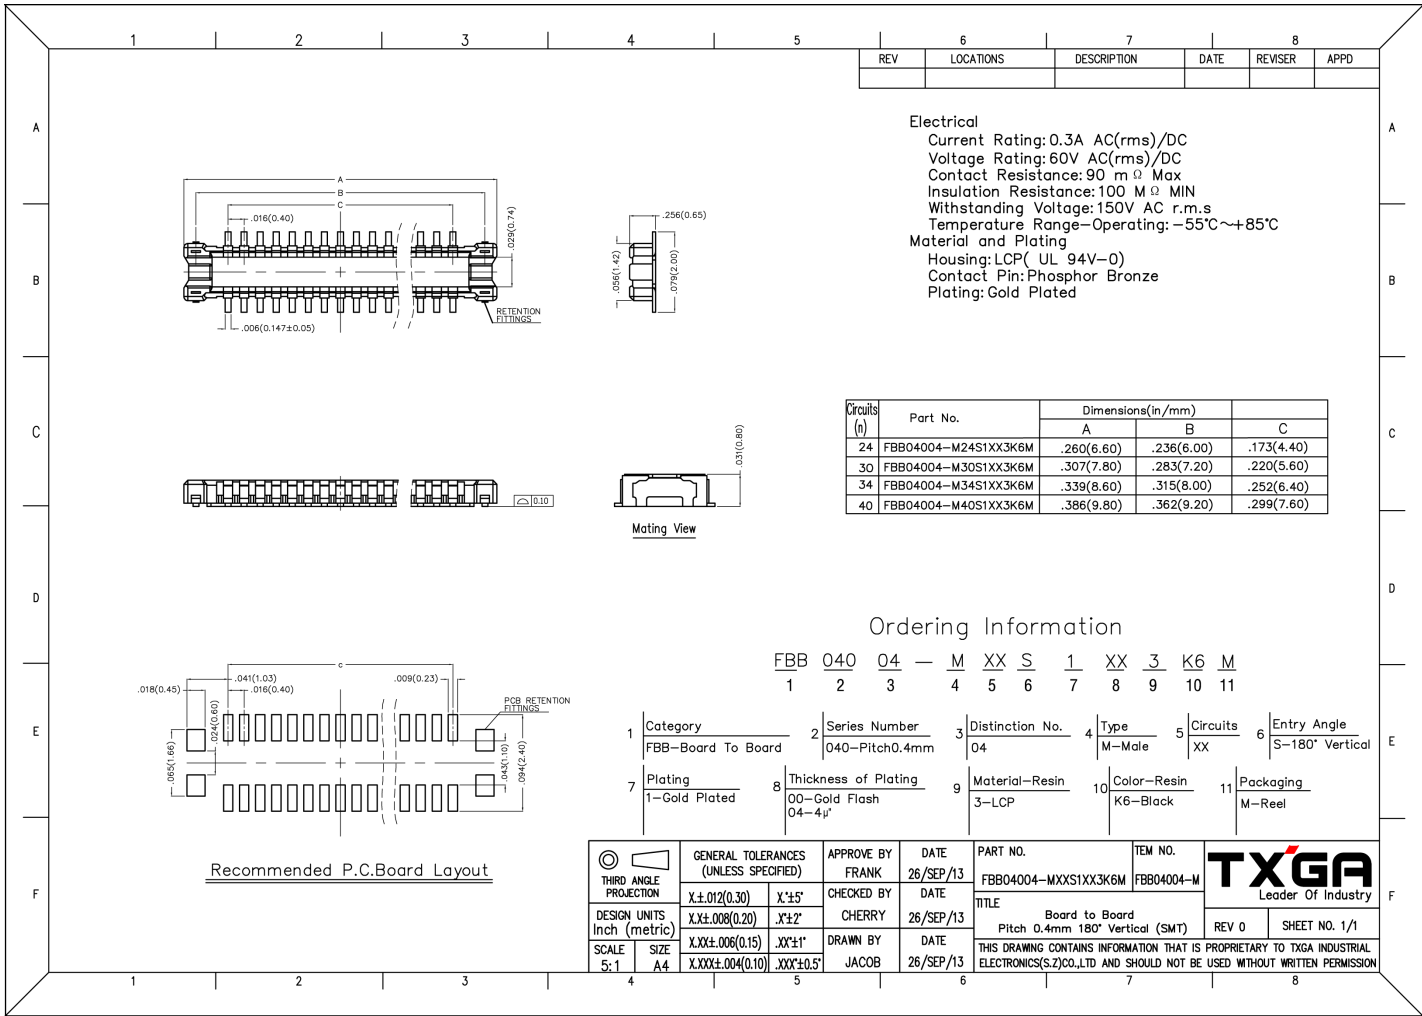 1 2 3 4 5 6 7 8
REV LOCATIONS DESCRIPTION DATE REVISER APPD
A A
Electrical
Current Rating:0.3A AC(rms)/DC
Voltage Rating:60V AC(rms)/DC
Contact Resistance:90 mΩ Max
Insulation Resistance:100 MΩ MIN
Withstanding Voltage:150V AC r.m.s
Temperature Range-Operating:-55°C~+85°C
Material and Plating
Housing:LCP( UL 94V-0)
Contact Pin:Phosphor Bronze
Plating:Gold Plated
A
B
C
.016(0.40)
.029(0.74)
.006(0.147±0.05)
RETENTION
FITTINGS
.256(0.65)
.056(1.42)
.079(2.00)
B B
Circuits
(n)
Part No. Dimensions(in/mm)
A B C
24 FBB04004-M24S1XX3K6M .260(6.60) .236(6.00) .173(4.40)
30 FBB04004-M30S1XX3K6M .307(7.80) .283(7.20) .220(5.60)
34 FBB04004-M34S1XX3K6M .339(8.60) .315(8.00) .252(6.40)
40 FBB04004-M40S1XX3K6M .386(9.80) .362(9.20) .299(7.60)
C C
0.10
.031(0.80)
Mating View
D D
Ordering Information
FBB 040 04 - M XX S 1 XX 3 K6 M
1 2 3 4 5 6 7 8 9 10 11
1 Category
FBB-Board To Board
2 Series Number
040-Pitch0.4mm
3 Distinction No.
04
4 Type
M-Male
5 Circuits
XX
6 Entry Angle
S-180° Vertical
7 Plating
1-Gold Plated
8 Thickness of Plating
00-Gold Flash
04-4μ"
9 Material-Resin
3-LCP
10 Color-Resin
K6-Black
11 Packaging
M-Reel
c
.041(1.03)
.016(0.40)
.009(0.23)
.018(0.45)
.024(0.60)
.065(1.66)
PCB RETENTION
FITTINGS
.043(1.10)
.094(2.40)
E E
Recommended P.C.Board Layout
F F
THIRD ANGLE
PROJECTION
DESIGN UNITS
Inch (metric)
SCALE SIZE
5:1 A4
GENERAL TOLERANCES
(UNLESS SPECIFIED)
X.±.012(0.30) X.°±5°
X.X±.008(0.20) .X°±2°
X.XX±.006(0.15) .XX°±1°
X.XXX±.004(0.10) .XXX°±0.5°
APPROVE BY DATE
FRANK 26/SEP/13
CHECKED BY DATE
CHERRY 26/SEP/13
DRAWN BY DATE
JACOB 26/SEP/13
PART NO.
FBB04004-MXXS1XX3K6M
TEM NO.
FBB04004-M
TITLE
Board to Board
Pitch 0.4mm 180° Vertical (SMT)
TXGA
Leader Of Industry
REV 0 SHEET NO. 1/1
THIS DRAWING CONTAINS INFORMATION THAT IS PROPRIETARY TO TXGA INDUSTRIAL
ELECTRONICS(S.Z)CO.,LTD AND SHOULD NOT BE USED WITHOUT WRITTEN PERMISSION
1 2 3 4 5 6 7 8